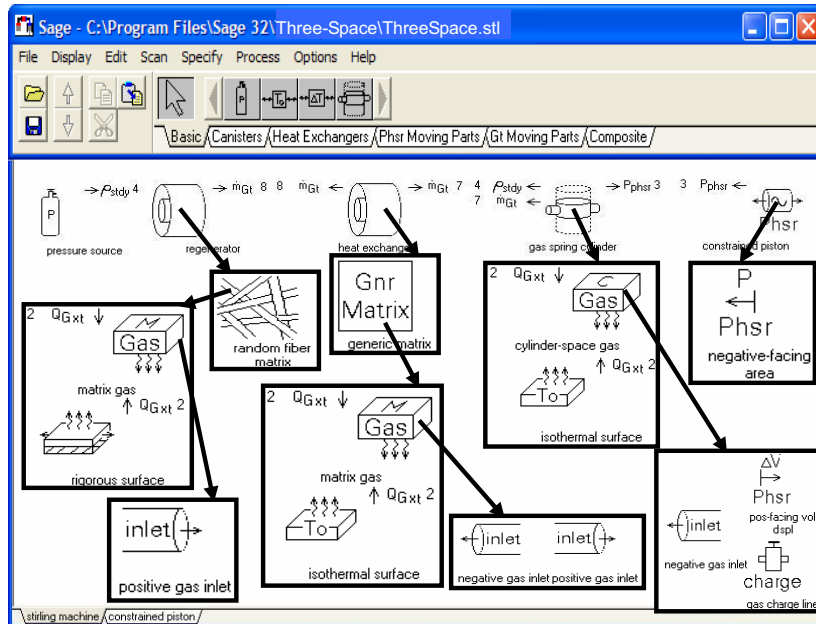 Sage - C:\Program Files\Sage 32\Three-Space\ThreeSpace.stl
File Display Edit Scan Specify Process Options Help
P To ΔT
Basic Canisters Heat Exchangers Phsr Moving Parts Gt Moving Parts Composite
P → ρstdy 4 → ṁGt 8 8 ṁGt ← → ṁGt 7 4 ρstdy ← → PPhsr 3 3 PPhsr ←
7 ṁGt ←
Phsr
pressure source regenerator heat exchanger gas spring cylinder constrained piston
random fiber
matrix
Gnr
Matrix
generic matrix
2 QGxt ↓
Gas
matrix gas
↑ QGxt 2
rigorous surface
2 QGxt ↓
Gas
matrix gas
↑ QGxt 2
To
isothermal surface
2 QGxt ↓
C
Gas
cylinder-space gas
↑ QGxt 2
To
isothermal surface
P
Phsr
negative-facing
area
inlet
positive gas inlet
inlet inlet
negative gas inlet positive gas inlet
ΔV
Phsr
pos-facing vol
dspl
inlet
negative gas inlet
charge
gas charge line
stirling machine constrained piston